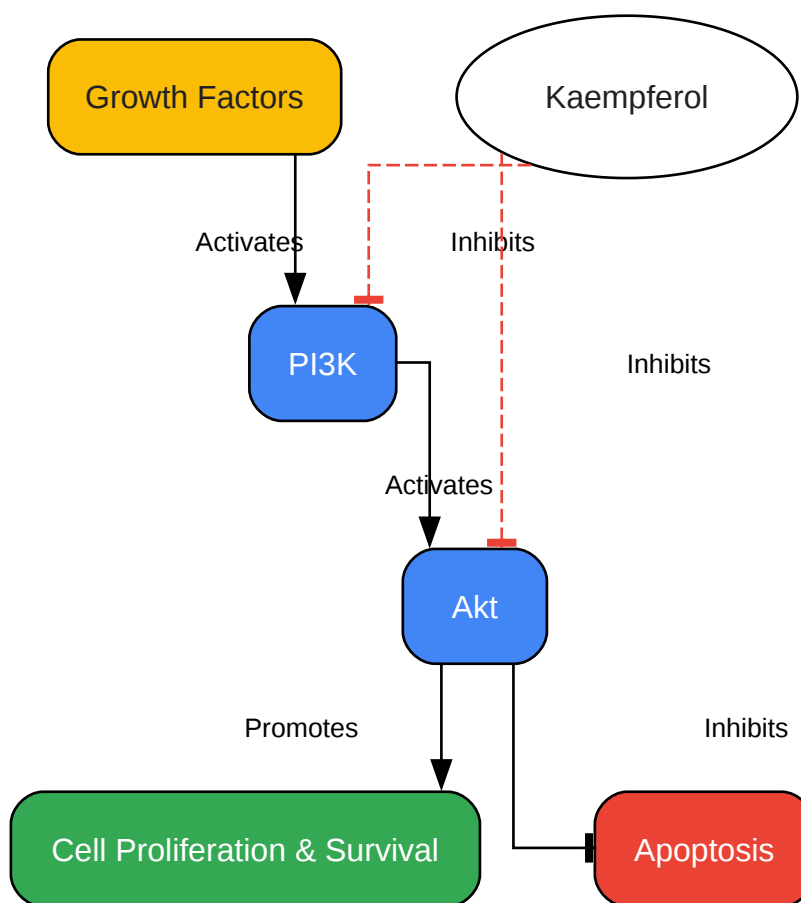 Growth Factors
Kaempferol
Activates
Inhibits
PI3K
Inhibits
Activates
Akt
Promotes
Inhibits
Cell Proliferation & Survival
Apoptosis